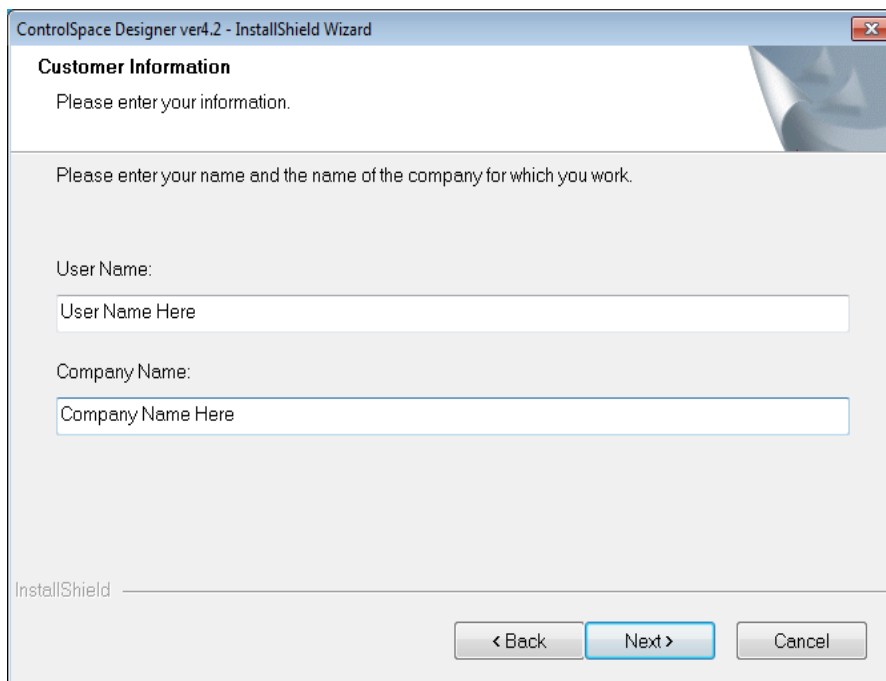 ControlSpace Designer ver4.2 - InstallShield Wizard
Customer Information
Please enter your information.
Please enter your name and the name of the company for which you work.
User Name:
User Name Here
Company Name:
Company Name Here
InstallShield
< Back Next > Cancel